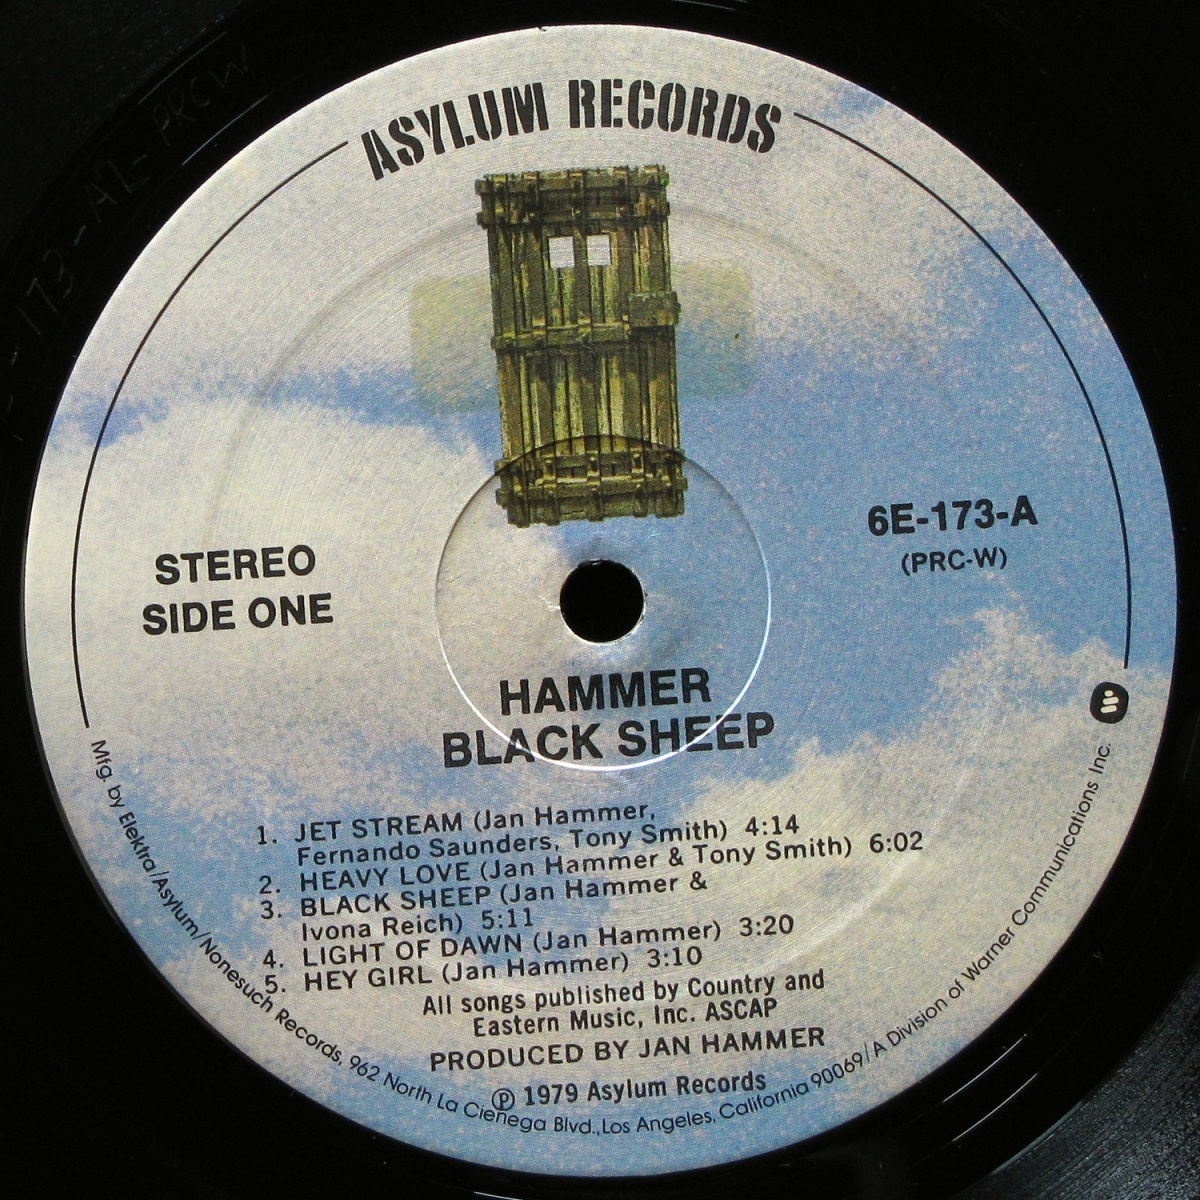 ASYLUM RECORDS
STEREO
SIDE ONE
6E-173-A
(PRC-W)
HAMMER
BLACK SHEEP
1. JET STREAM (Jan Hammer,
Fernando Saunders, Tony Smith) 4:14
2. HEAVY LOVE (Jan Hammer & Tony Smith) 6:02
3. BLACK SHEEP (Jan Hammer &
Ivona Reich) 5:11
4. LIGHT OF DAWN (Jan Hammer) 3:20
5. HEY GIRL (Jan Hammer) 3:10
All songs published by Country and
Eastern Music, Inc. ASCAP
PRODUCED BY JAN HAMMER
℗ 1979 Asylum Records
Mfg. by Elektra/Asylum/Nonesuch Records, 962 North La Cienega Blvd., Los Angeles, California 90069/A Division of Warner Communications Inc.
173-A2-PRCW